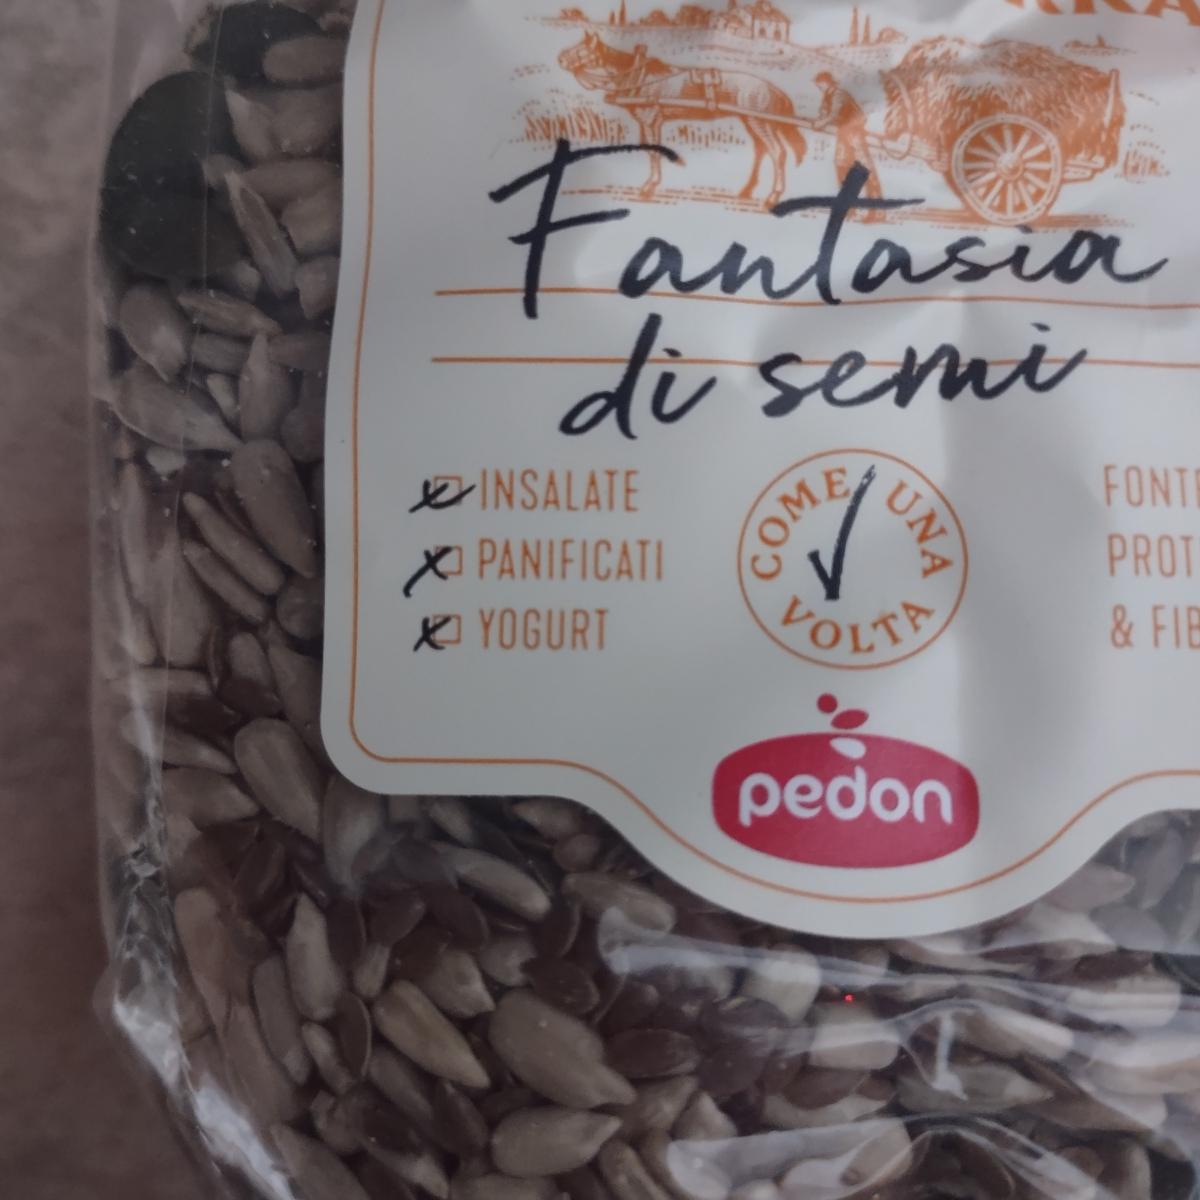 Fantasia
di semi
INSALATE
PANIFICATI
YOGURT
COME UNA
VOLTA
&
pedon